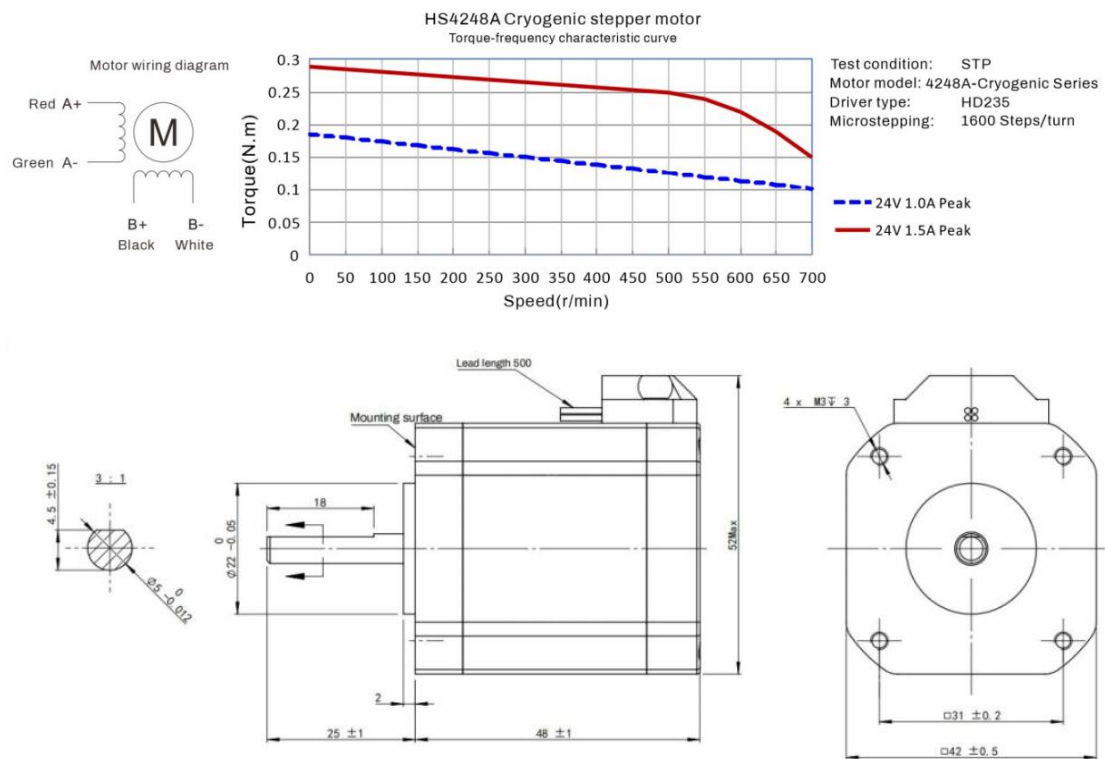 HS4248A Cryogenic stepper motor
Torque-frequency characteristic curve
Motor wiring diagram
Red A+
Green A-
M
B+ B-
Black White
Torque(N.m)
0.3
0.25
0.2
0.15
0.1
0.05
0
0 50 100 150 200 250 300 350 400 450 500 550 600 650 700
Speed(r/min)
Test condition: STP
Motor model: 4248A-Cryogenic Series
Driver type: HD235
Microstepping: 1600 Steps/turn
24V 1.0A Peak
24V 1.5A Peak
Lead length 500
Mounting surface
3 : 1
4.5 ±0.15
Ø5 0 -0.012
18
Ø22 0 -0.05
2
25 ±1
48 ±1
52Max
4 x M3↧ 3
□31 ±0.2
□42 ±0.5